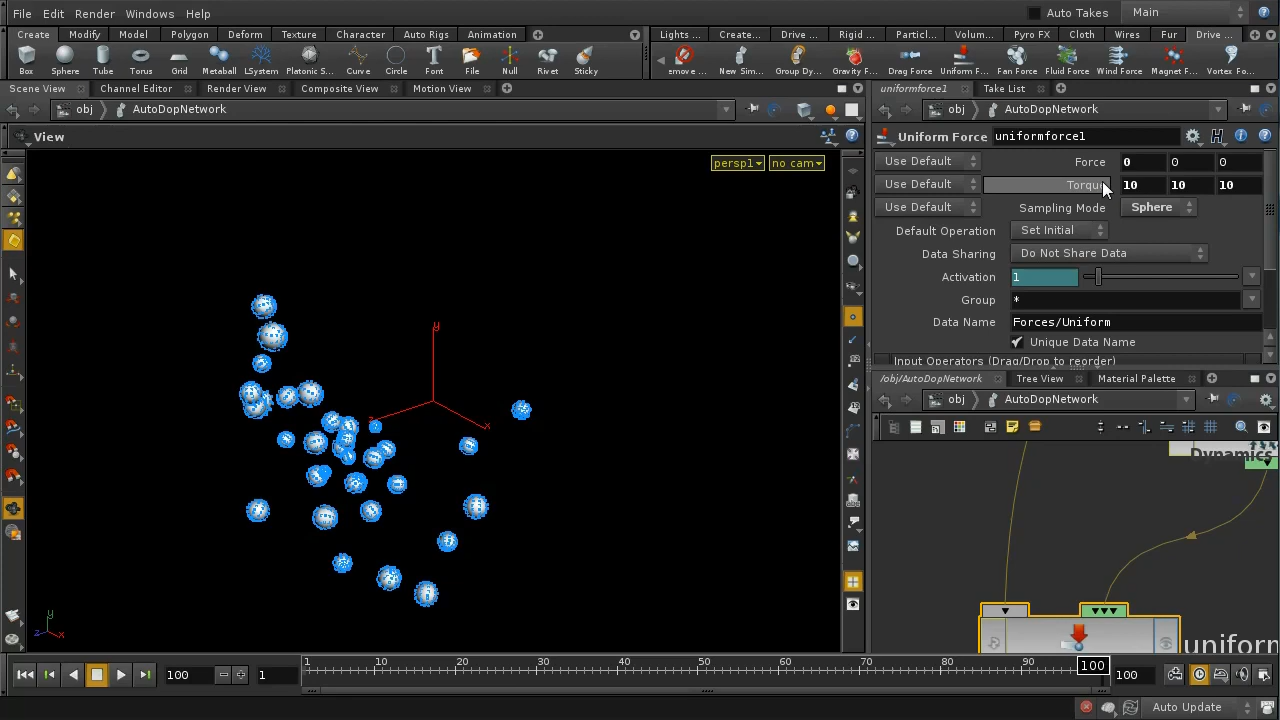 File Edit Render Windows Help
Auto Takes Main
Create Modify Model Polygon Deform Texture Character Auto Rigs Animation
Lights ... Create... Drive ... Rigid ... Particl... Volum... Pyro FX Cloth Wires Fur Drive ...
Box Sphere Tube Torus Grid Metaball LSystem Platonic S... Curve Circle Font File Null Rivet Sticky
emove ... New Sim... Group Dy... Gravity F... Drag Force Uniform F... Fan Force Fluid Force Wind Force Magnet F... Vortex Fo...
Scene View Channel Editor Render View Composite View Motion View
uniformforce1 Take List
obj AutoDopNetwork
obj AutoDopNetwork
View
Uniform Force uniformforce1
persp1 no cam
Use Default Force 0 0 0
Use Default Torque 10 10 10
Use Default Sampling Mode Sphere
Default Operation Set Initial
Data Sharing Do Not Share Data
Activation 1
Group *
Data Name Forces/Uniform
Unique Data Name
Input Operators (Drag/Drop to reorder)
/obj/AutoDopNetwork Tree View Material Palette
obj AutoDopNetwork
Dynamics
y
z x
uniform
y
z x
100 1 1 10 20 30 40 50 60 70 80 90 100 100
Auto Update